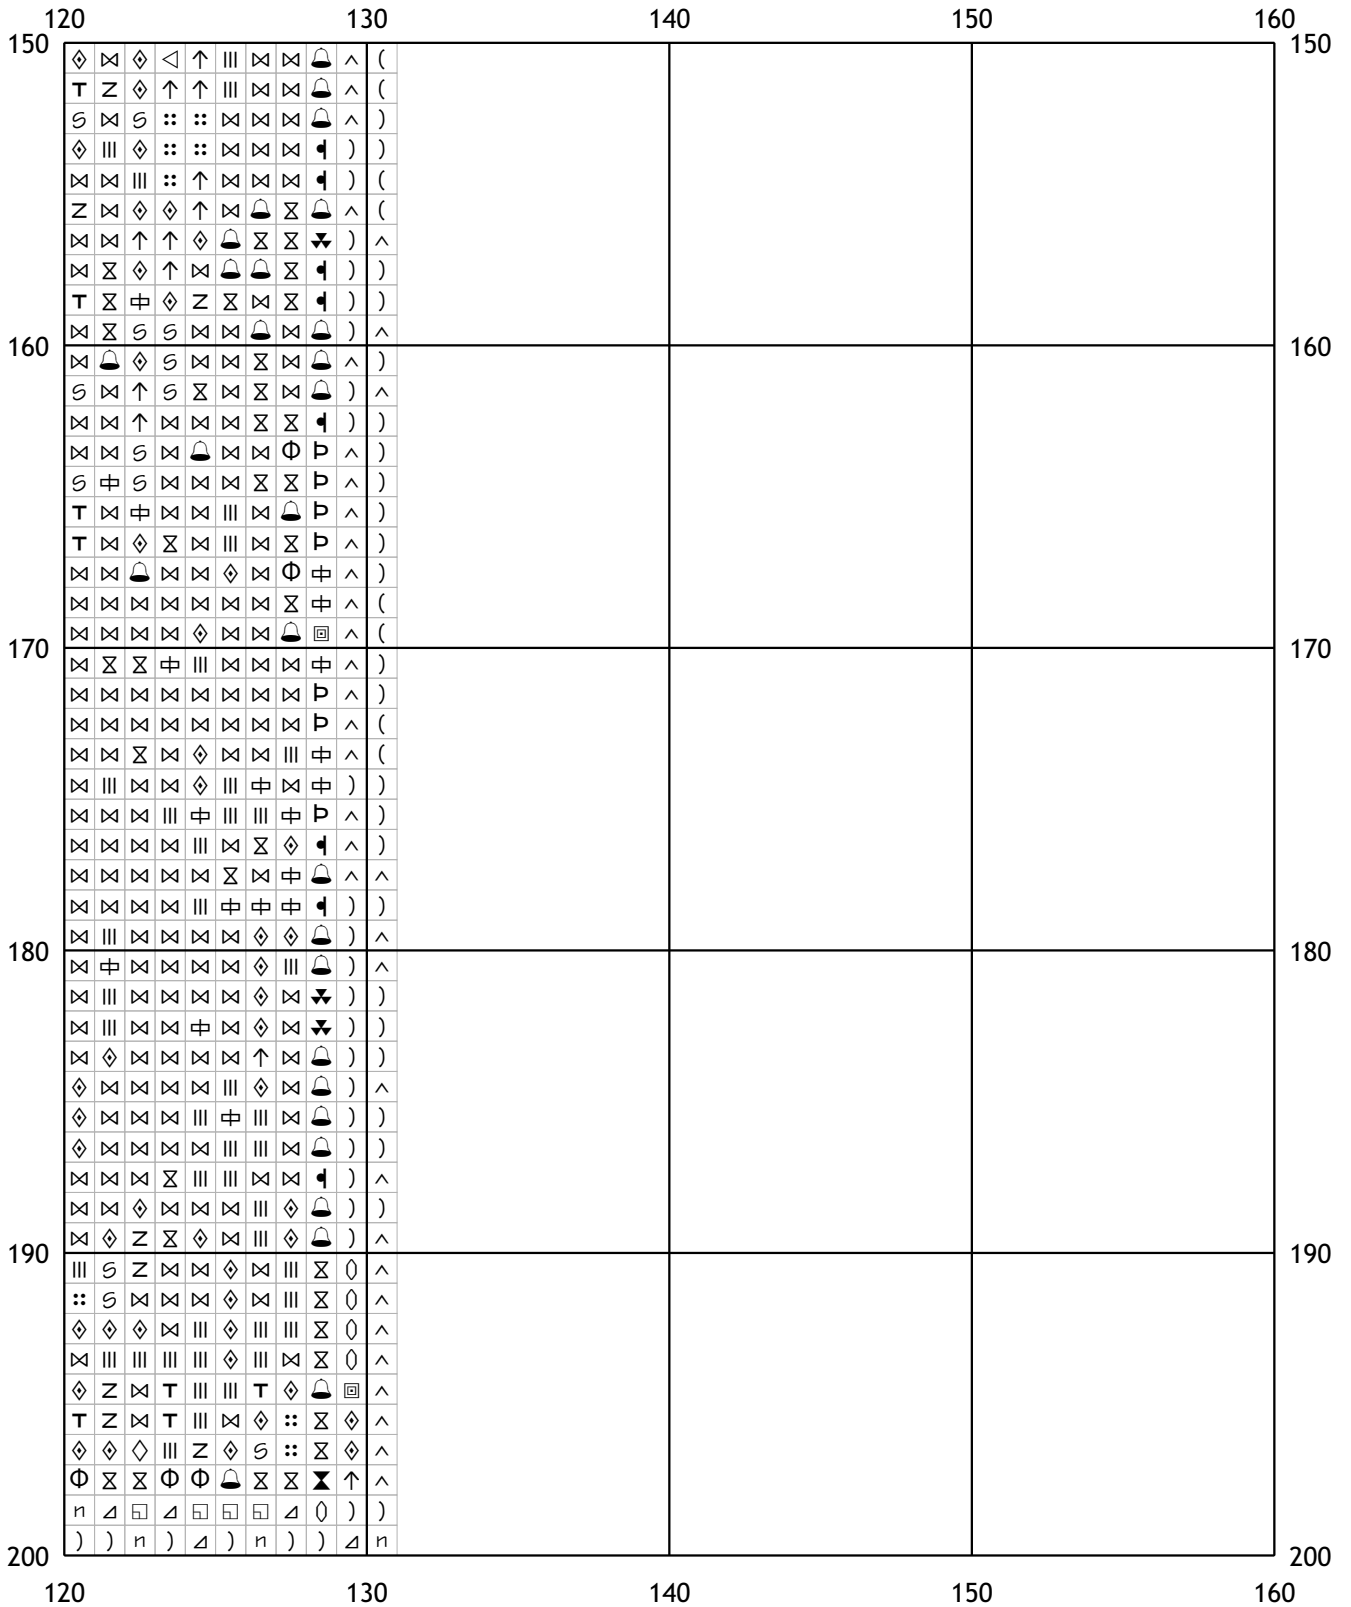 120 130 140 150 160
150 ◈ ⋈ ◈ ◁ ↑ ||| ⋈ ⋈ ^ ( 150
T Z ◈ ↑ ↑ ||| ⋈ ⋈ ^ (
S ⋈ S :: :: ⋈ ⋈ ⋈ ^ )
◈ ||| ◈ :: :: ⋈ ⋈ ⋈ ) )
⋈ ⋈ ||| :: ↑ ⋈ ⋈ ⋈ ) (
Z ⋈ ◈ ◈ ↑ ⋈ ⧖ ^ (
⋈ ⋈ ↑ ↑ ◈ ⧖ ⧖ ) ^
⋈ ⧖ ◈ ↑ ⋈ ⧖ ) )
T ⧖ ◈ Z ⧖ ⋈ ⧖ ) )
⋈ ⧖ S S ⋈ ⋈ ⋈ ) ^
160 ⋈ ◈ S ⋈ ⋈ ⧖ ⋈ ^ ) 160
S ⋈ ↑ S ⧖ ⋈ ⧖ ⋈ ) ^
⋈ ⋈ ↑ ⋈ ⋈ ⋈ ⧖ ⧖ ) )
⋈ ⋈ S ⋈ ⋈ ⋈ Φ Þ ^ )
S S ⋈ ⋈ ⋈ ⧖ ⧖ Þ ^ )
T ⋈ ⋈ ⋈ ||| ⋈ Þ ^ )
T ⋈ ◈ ⧖ ⋈ ||| ⋈ ⧖ Þ ^ )
⋈ ⋈ ⋈ ⋈ ◈ ⋈ Φ ^ )
⋈ ⋈ ⋈ ⋈ ⋈ ⋈ ⋈ ⧖ ^ (
⋈ ⋈ ⋈ ⋈ ◈ ⋈ ⋈ ▣ ^ (
170 ⋈ ⧖ ⧖ ||| ⋈ ⋈ ⋈ ^ ) 170
⋈ ⋈ ⋈ ⋈ ⋈ ⋈ ⋈ ⋈ Þ ^ )
⋈ ⋈ ⋈ ⋈ ⋈ ⋈ ⋈ ⋈ Þ ^ (
⋈ ⋈ ⧖ ⋈ ◈ ⋈ ⋈ ||| ^ (
⋈ ||| ⋈ ⋈ ◈ ||| ⋈ ) )
⋈ ⋈ ⋈ ||| ||| ||| Þ ^ )
⋈ ⋈ ⋈ ⋈ ||| ⋈ ⧖ ◈ ^ )
⋈ ⋈ ⋈ ⋈ ⋈ ⧖ ⋈ ^ ^
⋈ ⋈ ⋈ ⋈ ||| ) )
⋈ ||| ⋈ ⋈ ⋈ ⋈ ◈ ◈ ) ^
180 ⋈ ⋈ ⋈ ⋈ ⋈ ◈ ||| ) ^ 180
⋈ ||| ⋈ ⋈ ⋈ ⋈ ◈ ⋈ ) )
⋈ ||| ⋈ ⋈ ⋈ ◈ ⋈ ) )
⋈ ◈ ⋈ ⋈ ⋈ ⋈ ↑ ⋈ ) )
◈ ⋈ ⋈ ⋈ ⋈ ||| ◈ ⋈ ) ^
◈ ⋈ ⋈ ⋈ ||| ||| ⋈ ) )
◈ ⋈ ⋈ ⋈ ⋈ ||| ||| ⋈ ) )
⋈ ⋈ ⋈ ⧖ ||| ||| ⋈ ⋈ ) ^
⋈ ⋈ ◈ ⋈ ⋈ ⋈ ||| ◈ ) )
⋈ ◈ Z ⧖ ◈ ⋈ ||| ◈ ) ^
190 ||| S Z ⋈ ⋈ ◈ ⋈ ||| ⧖ ⬯ ^ 190
:: S ⋈ ⋈ ⋈ ◈ ⋈ ||| ⧖ ⬯ ^
◈ ◈ ◈ ⋈ ||| ◈ ||| ||| ⧖ ⬯ ^
⋈ ||| ||| ||| ||| ◈ ||| ⋈ ⧖ ⬯ ^
◈ Z ⋈ T ||| ||| T ◈ ▣ ^
T Z ⋈ T ||| ⋈ ◈ :: ⧖ ◈ ^
◈ ◈ ◇ ||| Z ◈ S :: ⧖ ◈ ^
Φ ⧖ ⧖ Φ Φ ⧖ ⧖ ⧗ ↑ ^
n ⊿ ◱ ⊿ ◱ ◱ ◱ ⊿ ⬯ ) )
) ) n ) ⊿ ) n ) ) ⊿ n
200 200
120 130 140 150 160